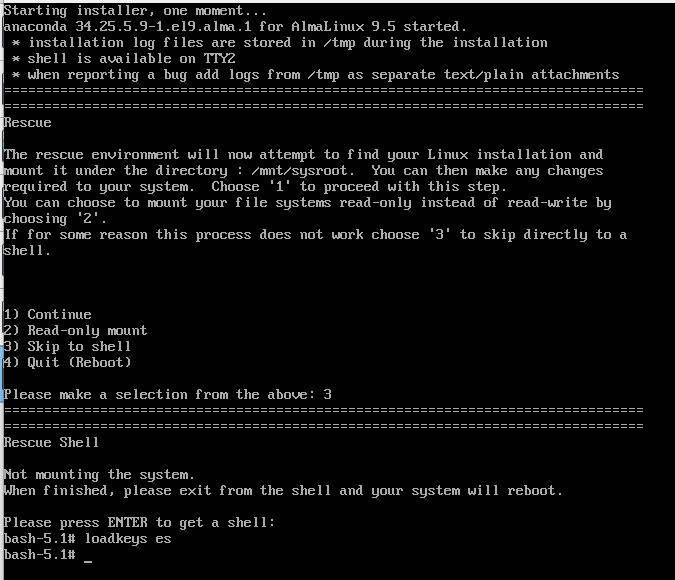 Starting installer, one moment...
anaconda 34.25.5.9-1.el9.alma.1 for AlmaLinux 9.5 started.
* installation log files are stored in /tmp during the installation
* shell is available on TTY2
* when reporting a bug add logs from /tmp as separate text/plain attachments
================================================================================
================================================================================
Rescue
The rescue environment will now attempt to find your Linux installation and
mount it under the directory : /mnt/sysroot.  You can then make any changes
required to your system.  Choose '1' to proceed with this step.
You can choose to mount your file systems read-only instead of read-write by
choosing '2'.
If for some reason this process does not work choose '3' to skip directly to a
shell.
1) Continue
2) Read-only mount
3) Skip to shell
4) Quit (Reboot)
Please make a selection from the above: 3
================================================================================
================================================================================
Rescue Shell
Not mounting the system.
When finished, please exit from the shell and your system will reboot.
Please press ENTER to get a shell:
bash-5.1# loadkeys es
bash-5.1# _